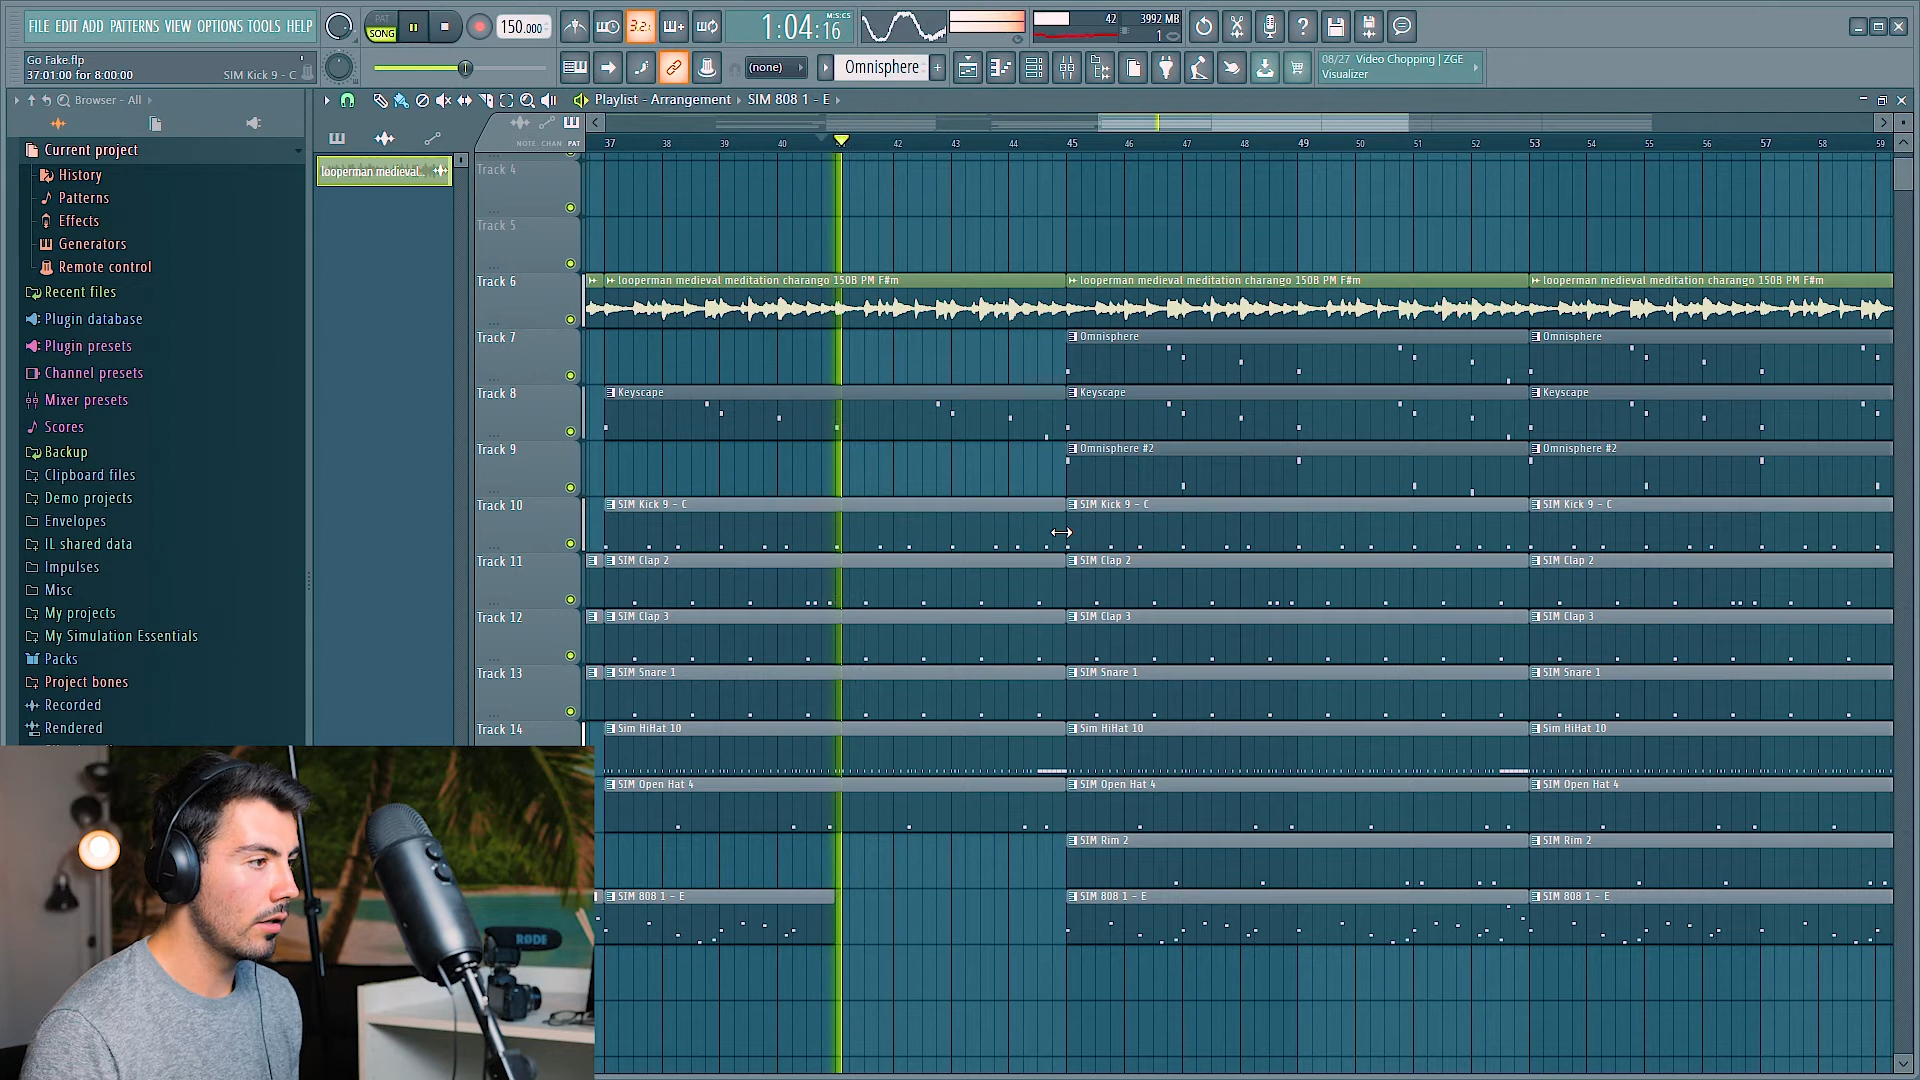 FILE EDIT ADD PATTERNS VIEW OPTIONS TOOLS HELP
PAT
SONG
150.000
3.2.
1:04:16
M:S:CS
42
3992 MB
1
Go Fake.flp
37:01:00 for 8:00:00
SIM Kick 9 - C
(none)
Omnisphere
08/27 Video Chopping | ZGE
Visualizer
Browser - All
Playlist - Arrangement
SIM 808 1 - E
NOTE CHAN PAT
37 38 39 40 42 43 44 45 46 47 48 49 50 51 52 53 54 55 56 57 58 59
Current project
History
Patterns
Effects
Generators
Remote control
Recent files
Plugin database
Plugin presets
Channel presets
Mixer presets
Scores
Backup
Clipboard files
Demo projects
Envelopes
IL shared data
Impulses
Misc
My projects
My Simulation Essentials
Packs
Project bones
Recorded
Rendered
looperman medieval..
Track 4
Track 5
Track 6
looperman medieval meditation charango 150B PM F#m
looperman medieval meditation charango 150B PM F#m
looperman medieval meditation charango 150B PM F#m
Track 7
Omnisphere
Omnisphere
Track 8
Keyscape
Keyscape
Keyscape
Track 9
Omnisphere #2
Omnisphere #2
Track 10
SIM Kick 9 - C
SIM Kick 9 - C
SIM Kick 9 - C
Track 11
SIM Clap 2
SIM Clap 2
SIM Clap 2
Track 12
SIM Clap 3
SIM Clap 3
SIM Clap 3
Track 13
SIM Snare 1
SIM Snare 1
SIM Snare 1
Track 14
Sim HiHat 10
Sim HiHat 10
Sim HiHat 10
SIM Open Hat 4
SIM Open Hat 4
SIM Open Hat 4
SIM Rim 2
SIM Rim 2
SIM 808 1 - E
SIM 808 1 - E
SIM 808 1 - E
RØDE